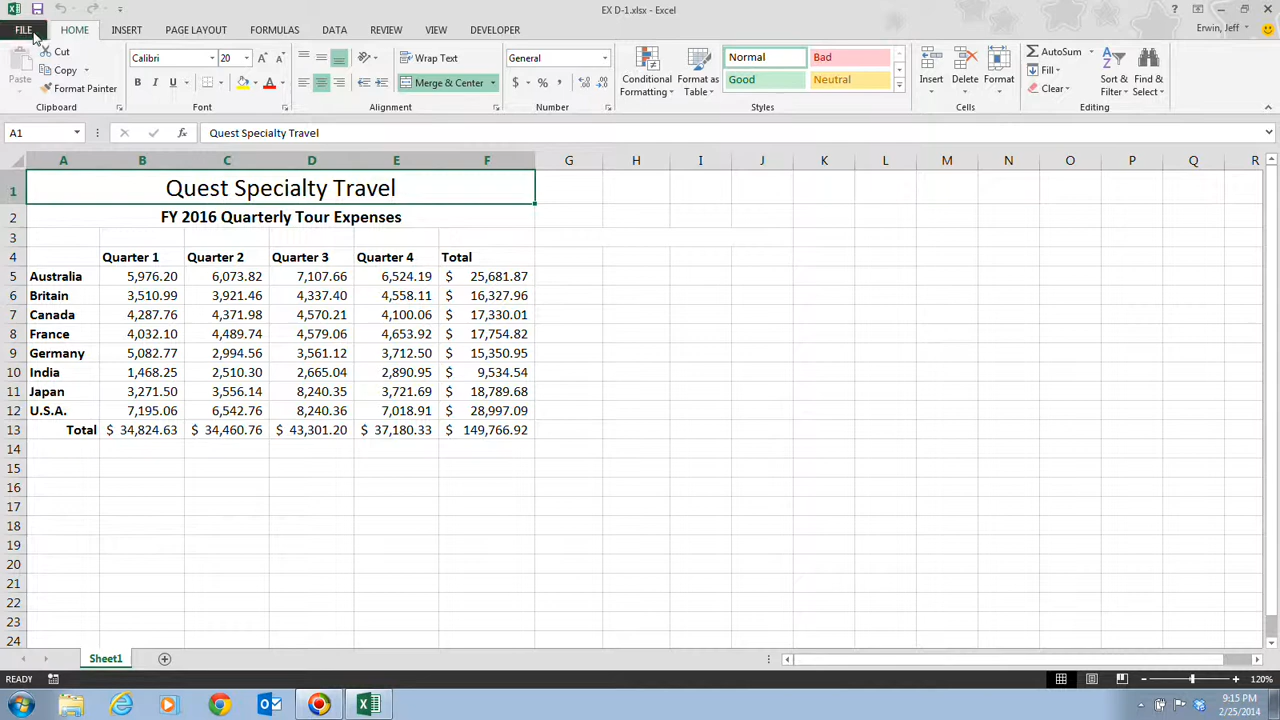 EX D-1.xlsx - Excel
FILE HOME INSERT PAGE LAYOUT FORMULAS DATA REVIEW VIEW DEVELOPER Erwin, Jeff
Paste Cut Copy Format Painter Clipboard
Calibri 20 B I U Font
Wrap Text Merge & Center Alignment
General $ % , Number
Conditional Formatting Format as Table Normal Bad Good Neutral Styles
Insert Delete Format Cells
AutoSum Fill Clear Sort & Filter Find & Select Editing
A1 fx Quest Specialty Travel
A B C D E F G H I J K L M N O P Q R
1 Quest Specialty Travel
2 FY 2016 Quarterly Tour Expenses
3
4 Quarter 1 Quarter 2 Quarter 3 Quarter 4 Total
5 Australia 5,976.20 6,073.82 7,107.66 6,524.19 $ 25,681.87
6 Britain 3,510.99 3,921.46 4,337.40 4,558.11 $ 16,327.96
7 Canada 4,287.76 4,371.98 4,570.21 4,100.06 $ 17,330.01
8 France 4,032.10 4,489.74 4,579.06 4,653.92 $ 17,754.82
9 Germany 5,082.77 2,994.56 3,561.12 3,712.50 $ 15,350.95
10 India 1,468.25 2,510.30 2,665.04 2,890.95 $ 9,534.54
11 Japan 3,271.50 3,556.14 8,240.35 3,721.69 $ 18,789.68
12 U.S.A. 7,195.06 6,542.76 8,240.36 7,018.91 $ 28,997.09
13 Total $ 34,824.63 $ 34,460.76 $ 43,301.20 $ 37,180.33 $ 149,766.92
14
15
16
17
18
19
20
21
22
23
24
Sheet1
READY 120%
9:15 PM
2/25/2014